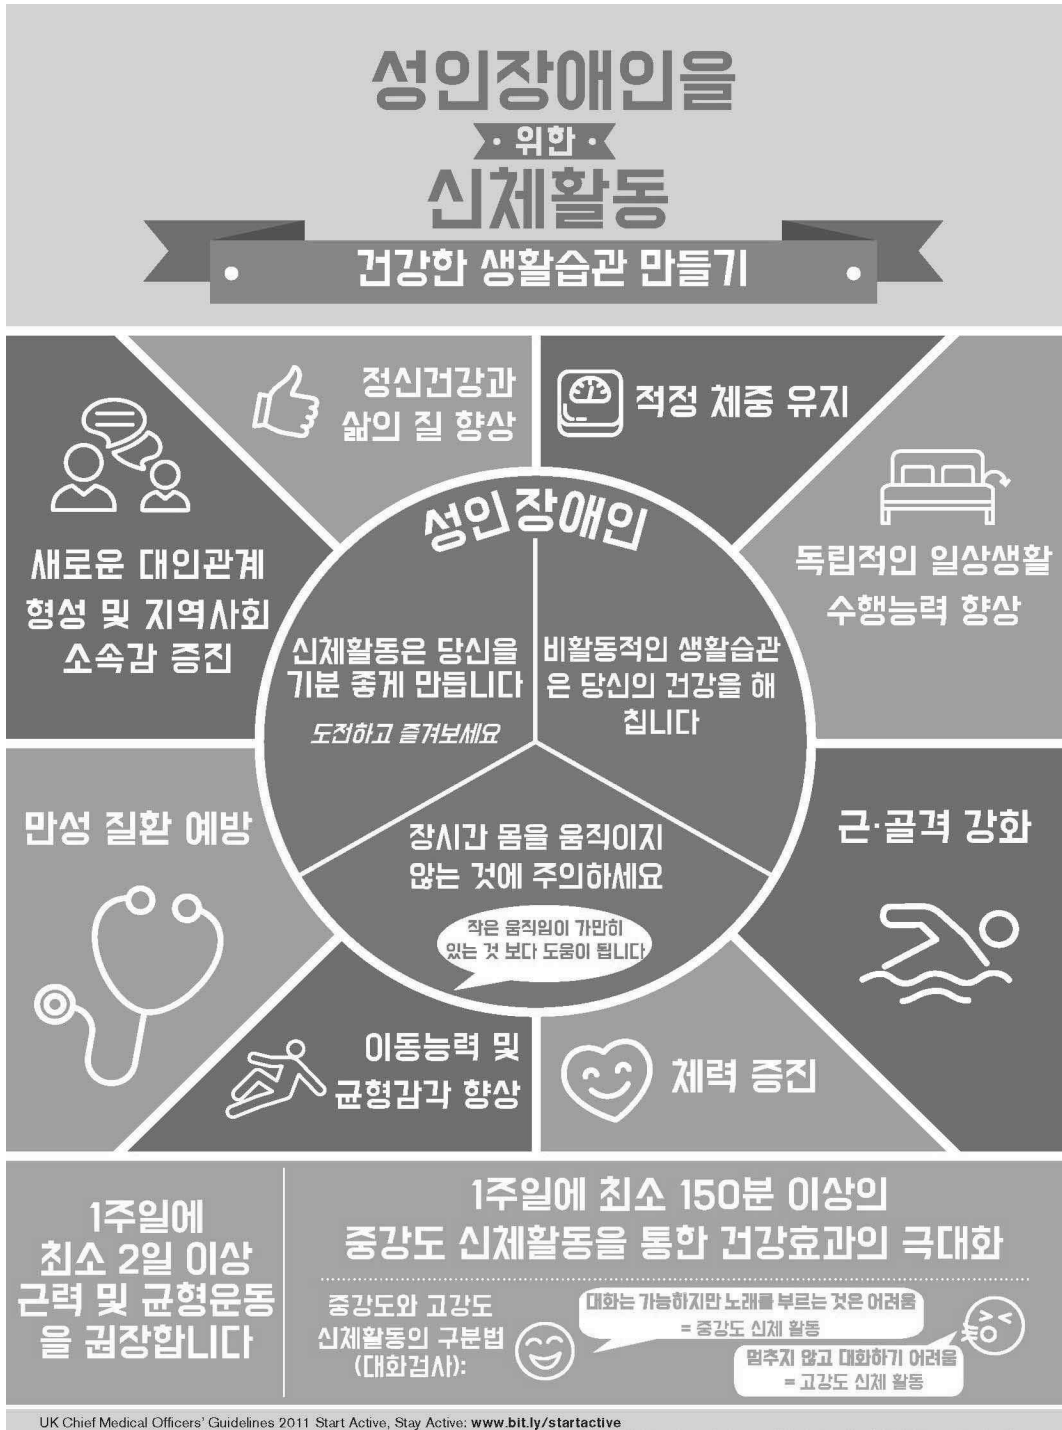 성인장애인을
· 위한 ·
신체활동
건강한 생활습관 만들기
정신건강과
삶의 질 향상
적정 체중 유지
새로운 대인관계
형성 및 지역사회
소속감 증진
독립적인 일상생활
수행능력 향상
성인장애인
신체활동은 당신을
기분 좋게 만듭니다
도전하고 즐겨보세요
비활동적인 생활습관
은 당신의 건강을 해
칩니다
장시간 몸을 움직이지
않는 것에 주의하세요
작은 움직임이 가만히
있는 것 보다 도움이 됩니다
만성 질환 예방
근·골격 강화
이동능력 및
균형감각 향상
체력 증진
1주일에
최소 2일 이상
근력 및 균형운동
을 권장합니다
1주일에 최소 150분 이상의
중강도 신체활동을 통한 건강효과의 극대화
중강도와 고강도
신체활동의 구분법
(대화검사):
대화는 가능하지만 노래를 부르는 것은 어려움
= 중강도 신체 활동
멈추지 않고 대화하기 어려움
= 고강도 신체 활동
UK Chief Medical Officers' Guidelines 2011 Start Active, Stay Active: www.bit.ly/startactive